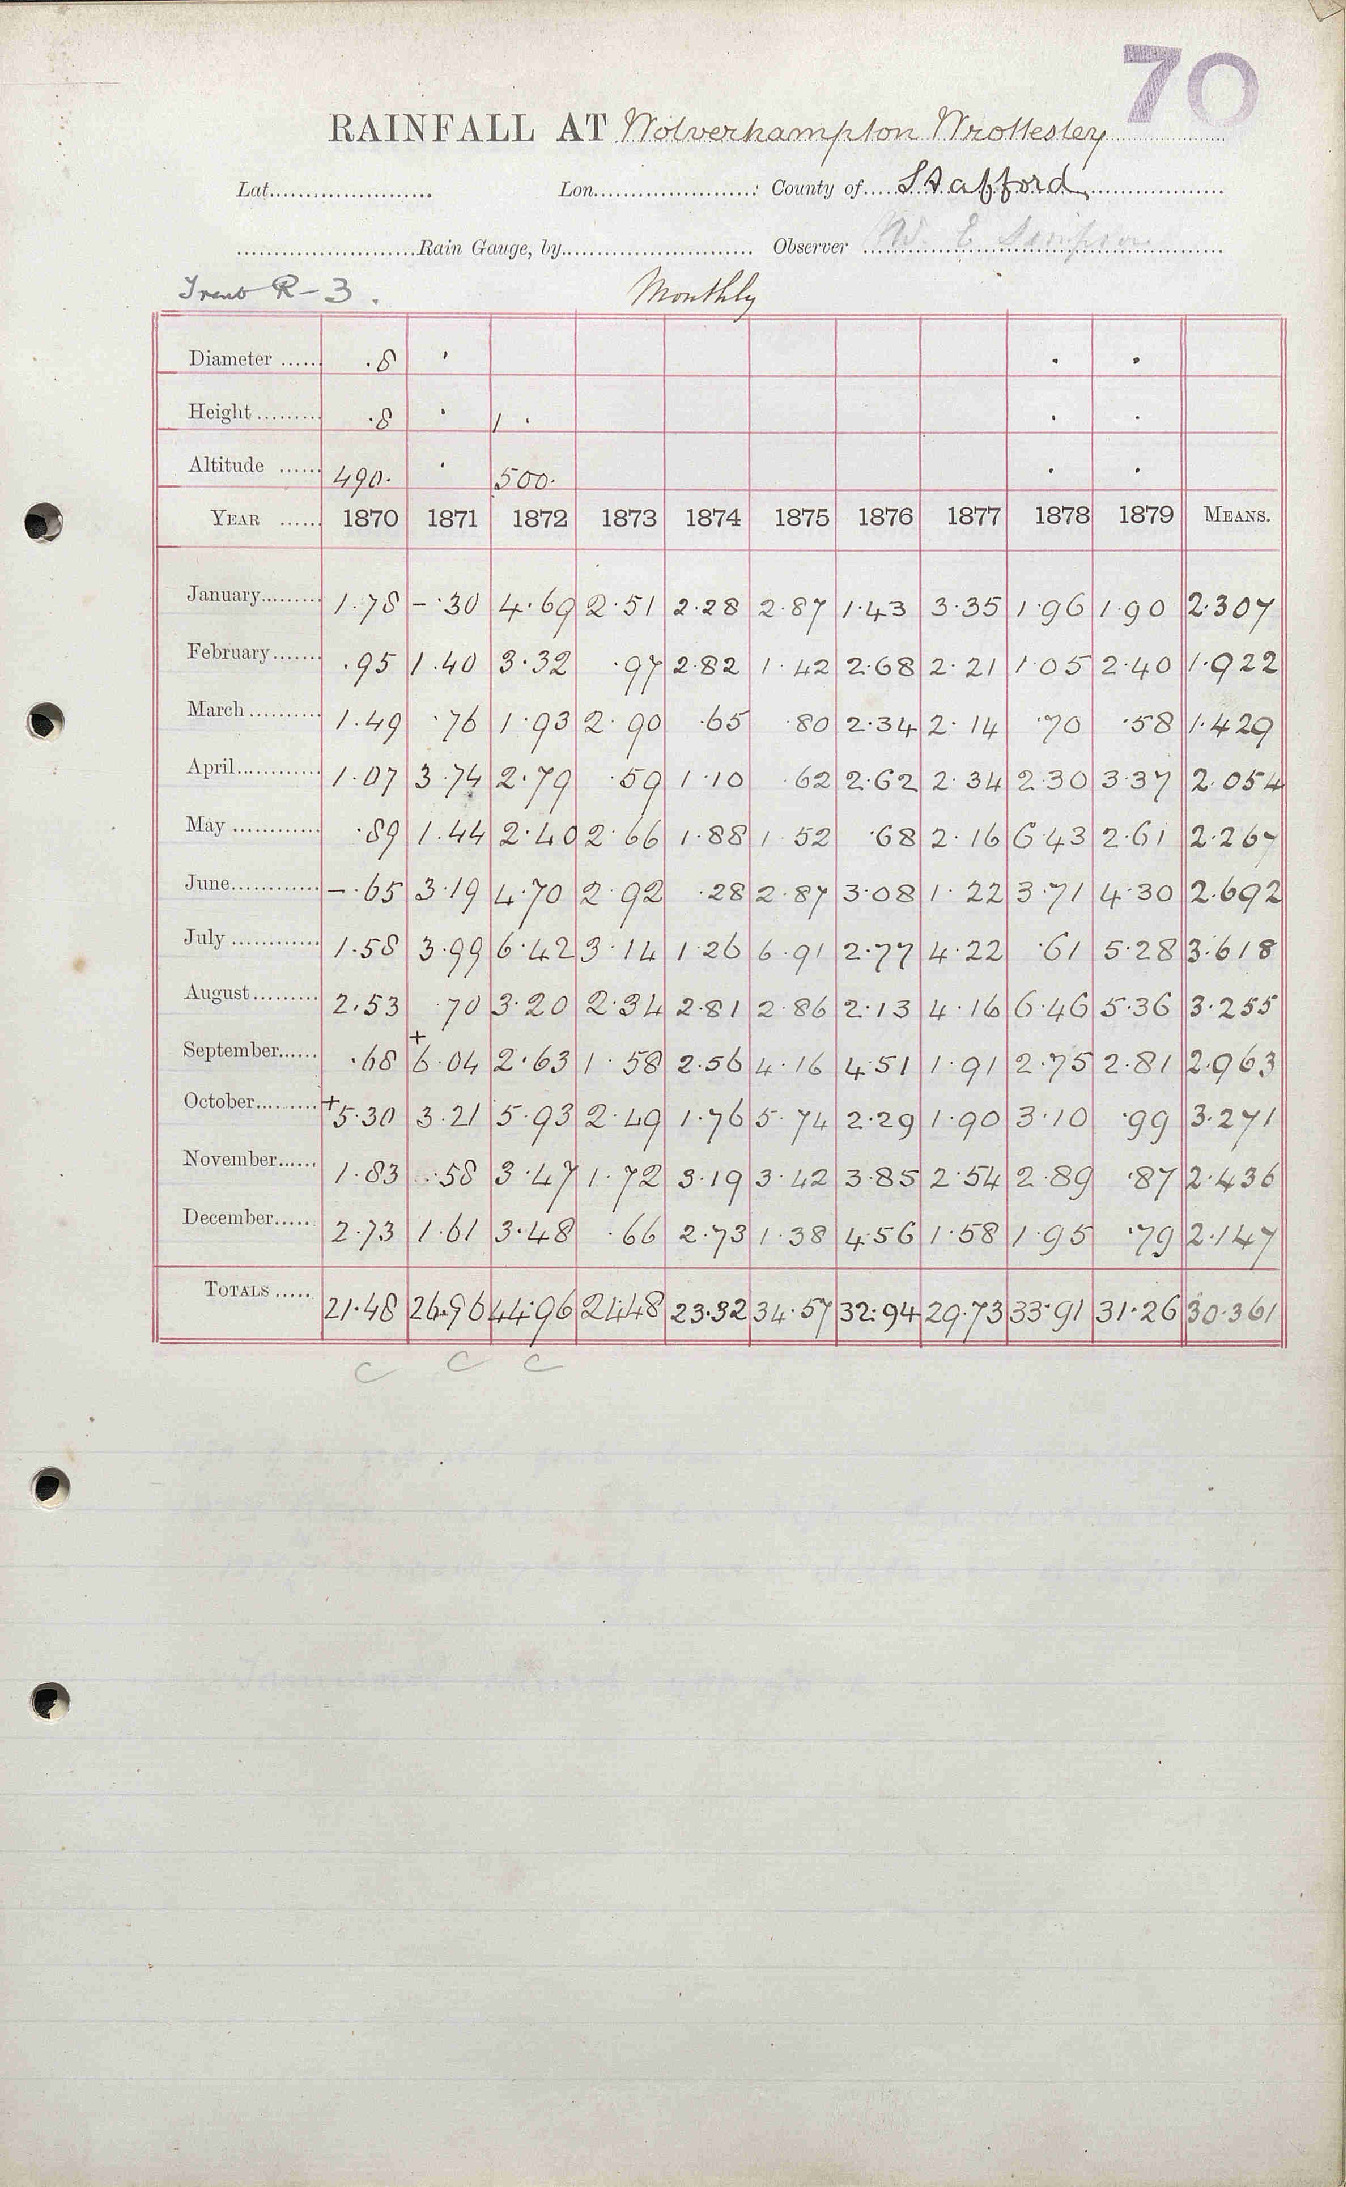 70
RAINFALL AT Wolverhampton Wrottesley
Lat. Lon. County of Stafford
Rain Gauge, by Observer W E
Trent R-3. Monthly
Diameter ...... .8 . . .
Height ......... .8 . 1 . . .
Altitude ...... 490. . 500. . .
YEAR ...... 1870 1871 1872 1873 1874 1875 1876 1877 1878 1879 MEANS.
January......... 1.78 - .30 4.69 2.51 2.28 2.87 1.43 3.35 1.96 1.90 2.307
February....... .95 1.40 3.32 .97 2.82 1.42 2.68 2.21 1.05 2.40 1.922
March .......... 1.49 .76 1.93 2.90 .65 .80 2.34 2.14 .70 .58 1.429
April............ 1.07 3.74 2.79 .59 1.10 .62 2.62 2.34 2.30 3.37 2.054
May ............ .89 1.44 2.40 2.66 1.88 1.52 .68 2.16 6.43 2.61 2.267
June............ - .65 3.19 4.70 2.92 .28 2.87 3.08 1.22 3.71 4.30 2.692
July ............ 1.58 3.99 6.42 3.14 1.26 6.91 2.77 4.22 .61 5.28 3.618
August......... 2.53 .70 3.20 2.34 2.81 2.86 2.13 4.16 6.46 5.36 3.255
September...... .68 +6.04 2.63 1.58 2.56 4.16 4.51 1.91 2.75 2.81 2.963
October......... +5.30 3.21 5.93 2.49 1.76 5.74 2.29 1.90 3.10 .99 3.271
November...... 1.83 .58 3.47 1.72 3.19 3.42 3.85 2.54 2.89 .87 2.436
December...... 2.73 1.61 3.48 .66 2.73 1.38 4.56 1.58 1.95 .79 2.147
TOTALS ..... 21.48 26.96 44.96 24.48 23.32 34.57 32.94 29.73 33.91 31.26 30.361
C C C